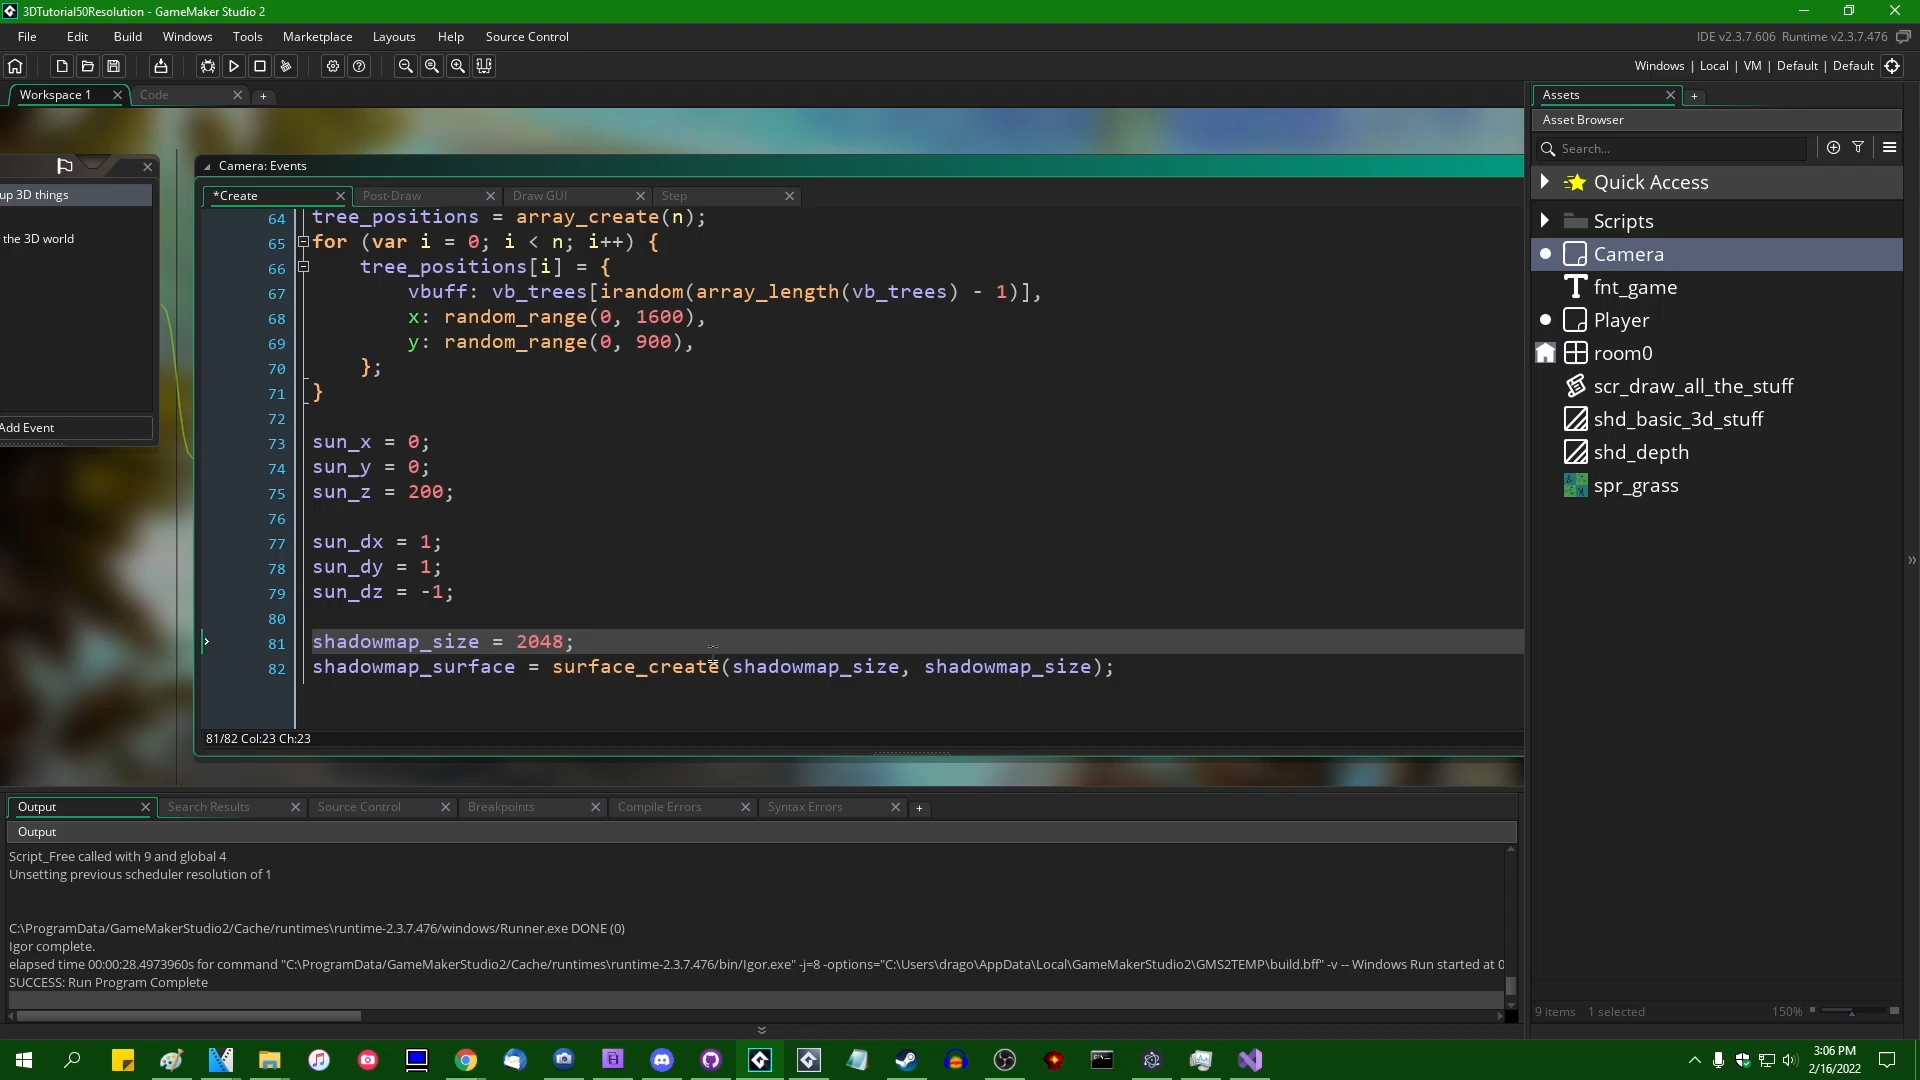 3DTutorial50Resolution - GameMaker Studio 2
File Edit Build Windows Tools Marketplace Layouts Help Source Control
IDE v2.3.7.606 Runtime v2.3.7.476
Windows | Local | VM | Default | Default
Workspace 1
Code
Assets
Asset Browser
Search...
Quick Access
Scripts
Camera
fnt_game
Player
room0
scr_draw_all_the_stuff
shd_basic_3d_stuff
shd_depth
spr_grass
9 items 1 selected 150%
up 3D things
the 3D world
Add Event
Camera: Events
*Create Post-Draw Draw GUI Step
64 tree_positions = array_create(n);
65 for (var i = 0; i < n; i++) {
66 tree_positions[i] = {
67 vbuff: vb_trees[irandom(array_length(vb_trees) - 1)],
68 x: random_range(0, 1600),
69 y: random_range(0, 900),
70 };
71 }
72
73 sun_x = 0;
74 sun_y = 0;
75 sun_z = 200;
76
77 sun_dx = 1;
78 sun_dy = 1;
79 sun_dz = -1;
80
81 shadowmap_size = 2048;
82 shadowmap_surface = surface_create(shadowmap_size, shadowmap_size);
81/82 Col:23 Ch:23
Output Search Results Source Control Breakpoints Compile Errors Syntax Errors
Output
Script_Free called with 9 and global 4
Unsetting previous scheduler resolution of 1
C:\ProgramData/GameMakerStudio2/Cache/runtimes\runtime-2.3.7.476/windows/Runner.exe DONE (0)
Igor complete.
elapsed time 00:00:28.4973960s for command "C:\ProgramData/GameMakerStudio2/Cache/runtimes\runtime-2.3.7.476/bin/Igor.exe" -j=8 -options="C:\Users\drago\AppData\Local\GameMakerStudio2\GMS2TEMP\build.bff" -v -- Windows Run started at 0
SUCCESS: Run Program Complete
3:06 PM
2/16/2022